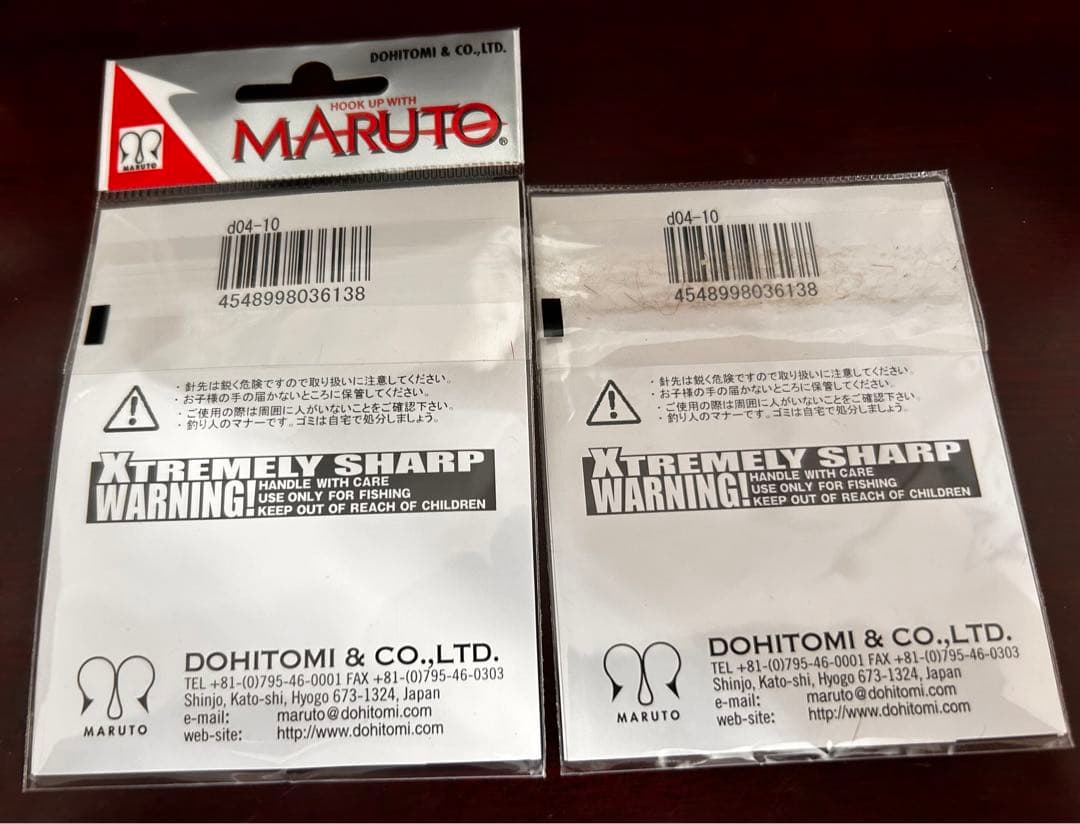 DOHITOMI & CO.,LTD.
HOOK UP WITH
MARUTO®
MARUTO
d04-10
4548998036138
・針先は鋭く危険ですので取り扱いに注意してください。
・お子様の手の届かないところに保管してください。
・ご使用の際は周囲に人がいないことをご確認下さい。
・釣り人のマナーです。ゴミは自宅で処分しましょう。
XTREMELY SHARP
WARNING!
HANDLE WITH CARE
USE ONLY FOR FISHING
KEEP OUT OF REACH OF CHILDREN
MARUTO
DOHITOMI & CO.,LTD.
TEL +81-(0)795-46-0001 FAX +81-(0)795-46-0303
Shinjo, Kato-shi, Hyogo 673-1324, Japan
e-mail: maruto@dohitomi.com
web-site: http://www.dohitomi.com
d04-10
4548998036138
・針先は鋭く危険ですので取り扱いに注意してください。
・お子様の手の届かないところに保管してください。
・ご使用の際は周囲に人がいないことをご確認下さい。
・釣り人のマナーです。ゴミは自宅で処分しましょう。
XTREMELY SHARP
WARNING!
HANDLE WITH CARE
USE ONLY FOR FISHING
KEEP OUT OF REACH OF CHILDREN
MARUTO
DOHITOMI & CO.,LTD.
TEL +81-(0)795-46-0001 FAX +81-(0)795-46-0303
Shinjo, Kato-shi, Hyogo 673-1324, Japan
e-mail: maruto@dohitomi.com
web-site: http://www.dohitomi.com